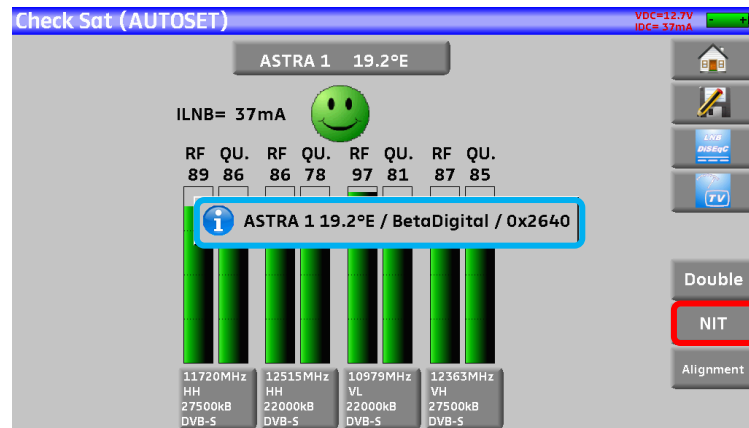 Check Sat (AUTOSET)
VDC=12.7V
IDC= 37mA
- +
ASTRA 1 19.2°E
ILNB= 37mA
RF QU. RF QU. RF QU. RF QU.
89 86 86 78 97 81 87 85
i ASTRA 1 19.2°E / BetaDigital / 0x2640
LNB
DiSEqC
TV
Double
NIT
Alignment
11720MHz
HH
27500kB
DVB-S
12515MHz
HH
22000kB
DVB-S
10979MHz
VL
22000kB
DVB-S
12363MHz
VH
27500kB
DVB-S